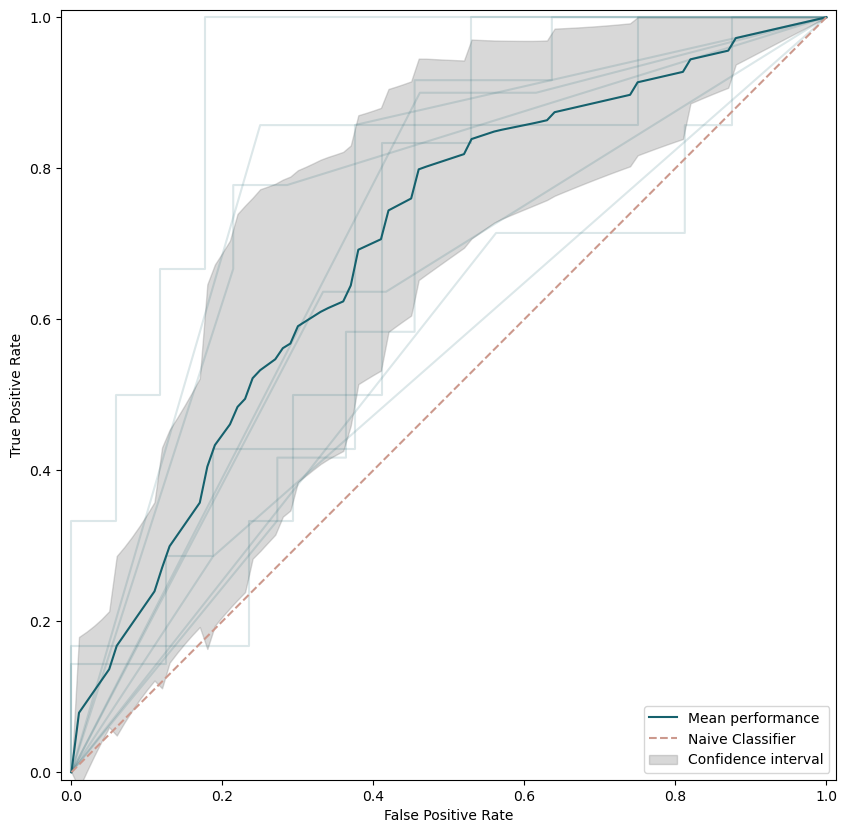 1.0
0.8
0.6
0.4
0.2
0.0
True Positive Rate
Mean performance
Naive Classifier
Confidence interval
0.0 0.2 0.4 0.6 0.8 1.0
False Positive Rate